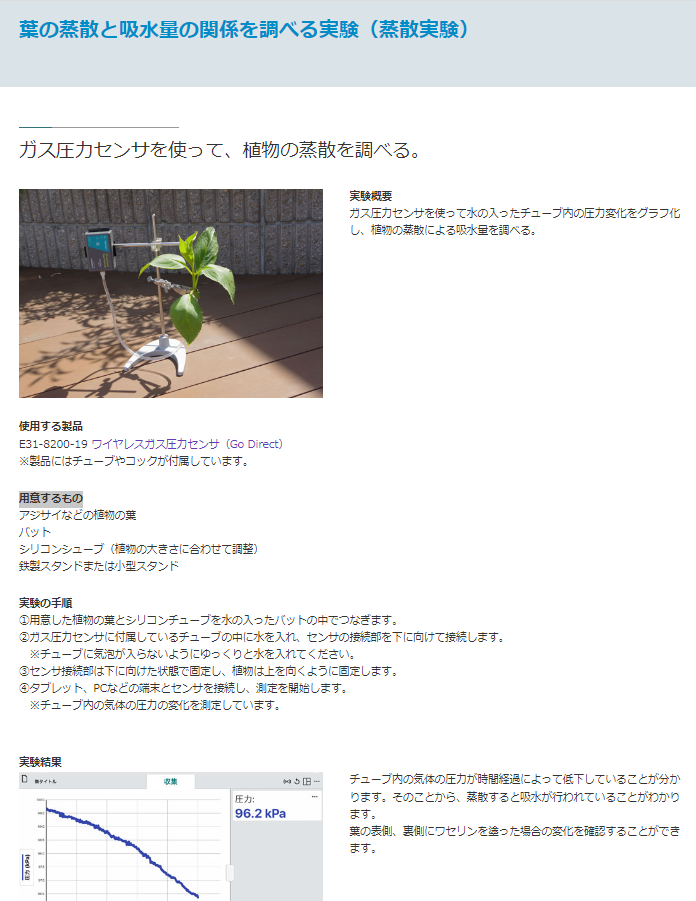 葉の蒸散と吸水量の関係を調べる実験（蒸散実験）
ガス圧力センサを使って、植物の蒸散を調べる。
実験概要
ガス圧力センサを使って水の入ったチューブ内の圧力変化をグラフ化
し、植物の蒸散による吸水量を調べる。
使用する製品
E31-8200-19 ワイヤレスガス圧力センサ（Go Direct）
※製品にはチューブやコックが付属しています。
用意するもの
アジサイなどの植物の葉
バット
シリコンシューブ（植物の大きさに合わせて調整）
鉄製スタンドまたは小型スタンド
実験の手順
①用意した植物の葉とシリコンチューブを水の入ったバットの中でつなぎます。
②ガス圧力センサに付属しているチューブの中に水を入れ、センサの接続部を下に向けて接続します。
※チューブに気泡が入らないようにゆっくりと水を入れてください。
③センサ接続部は下に向けた状態で固定し、植物は上を向くように固定します。
④タブレット、PCなどの端末とセンサを接続し、測定を開始します。
※チューブ内の気体の圧力の変化を測定しています。
実験結果
無タイトル
収集
圧力:
96.2 kPa
圧力 (kPa)
チューブ内の気体の圧力が時間経過によって低下していることが分か
ります。そのことから、蒸散すると吸水が行われていることがわかり
ます。
葉の表側、裏側にワセリンを塗った場合の変化を確認することができ
ます。